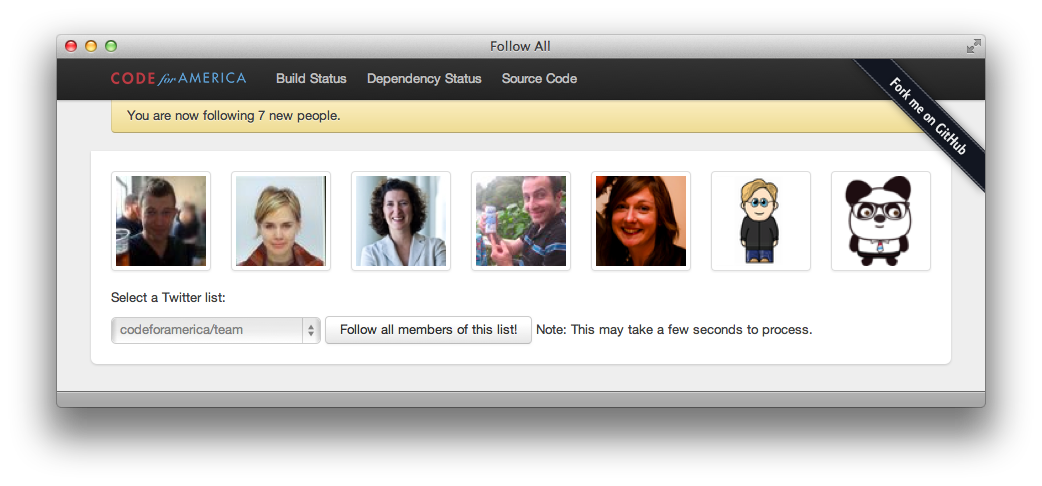 Follow All
CODE for AMERICA Build Status Dependency Status Source Code
Fork me on GitHub
You are now following 7 new people.
Select a Twitter list:
codeforamerica/team Follow all members of this list! Note: This may take a few seconds to process.